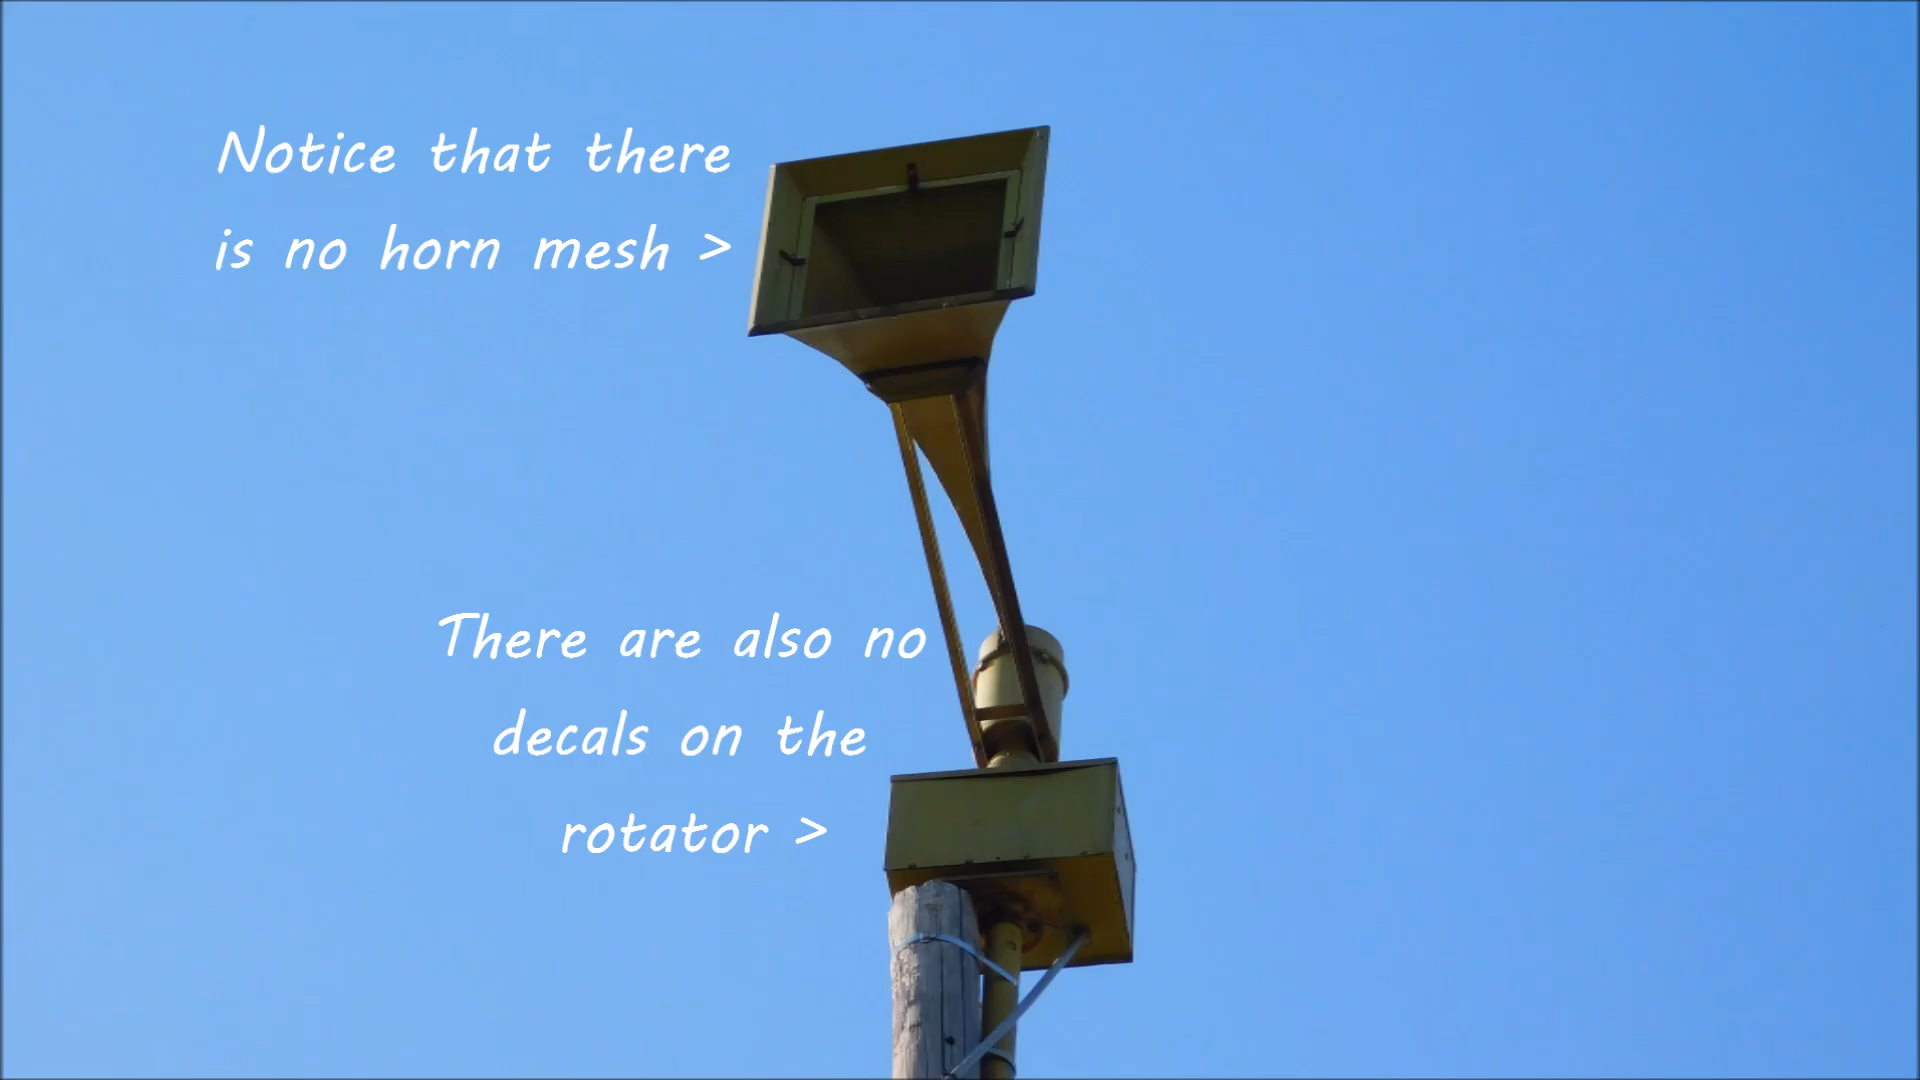 Notice that there
is no horn mesh >
There are also no
decals on the
rotator >